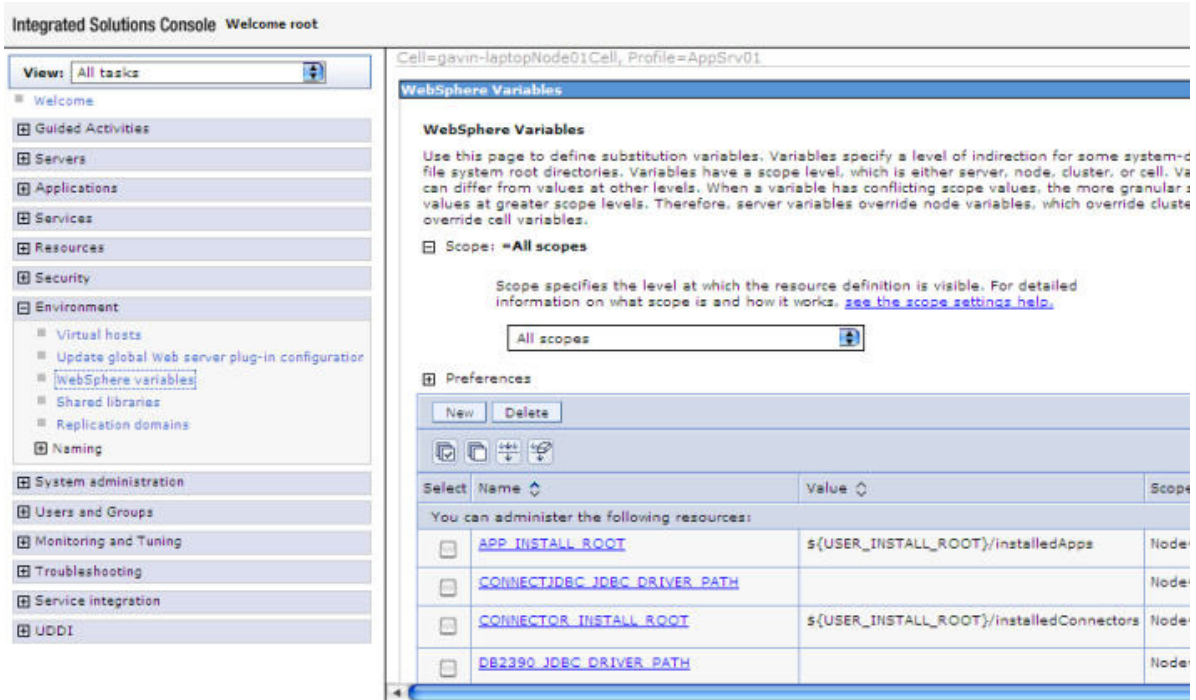 Integrated Solutions Console Welcome root
View: All tasks
Welcome
Guided Activities
Servers
Applications
Services
Resources
Security
Environment
Virtual hosts
Update global Web server plug-in configuration
WebSphere variables
Shared libraries
Replication domains
Naming
System administration
Users and Groups
Monitoring and Tuning
Troubleshooting
Service integration
UDDI
Cell=gavin-laptopNode01Cell, Profile=AppSrv01
WebSphere Variables
WebSphere Variables
Use this page to define substitution variables. Variables specify a level of indirection for some system-d
file system root directories. Variables have a scope level, which is either server, node, cluster, or cell. Va
can differ from values at other levels. When a variable has conflicting scope values, the more granular s
values at greater scope levels. Therefore, server variables override node variables, which override cluste
override cell variables.
Scope: =All scopes
Scope specifies the level at which the resource definition is visible. For detailed
information on what scope is and how it works, see the scope settings help.
All scopes
Preferences
New Delete
Select Name Value Scope
You can administer the following resources:
APP_INSTALL_ROOT ${USER_INSTALL_ROOT}/installedApps Node
CONNECTJDBC_JDBC_DRIVER_PATH Node
CONNECTOR_INSTALL_ROOT ${USER_INSTALL_ROOT}/installedConnectors Node
DB2390_JDBC_DRIVER_PATH Node